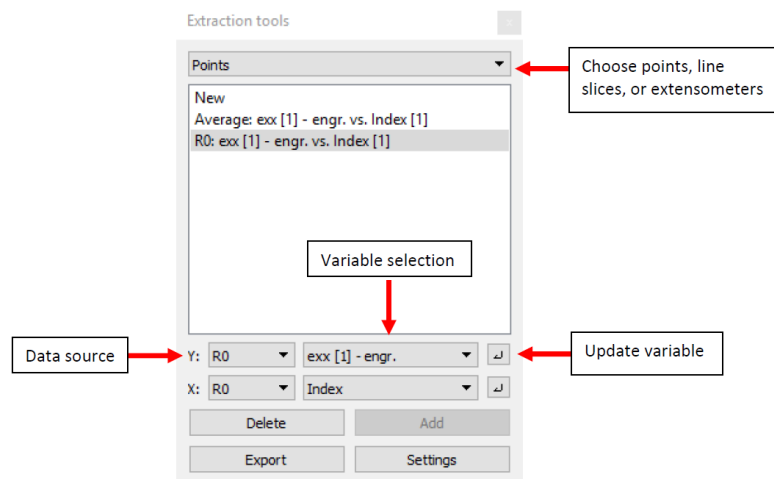 Extraction tools
x
Points
Choose points, line
slices, or extensometers
New
Average: exx [1] - engr. vs. Index [1]
R0: exx [1] - engr. vs. Index [1]
Variable selection
Data source
Y: R0 exx [1] - engr.
Update variable
X: R0 Index
Delete Add
Export Settings